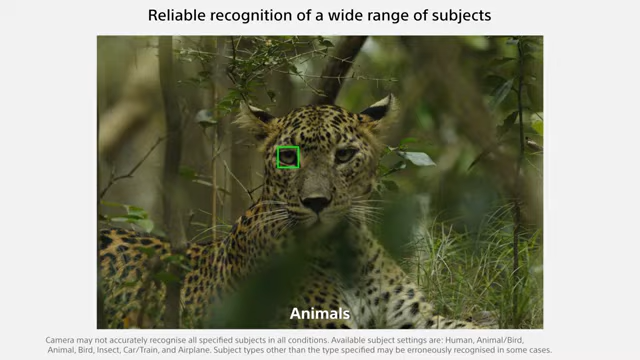 Reliable recognition of a wide range of subjects
Animals
Camera may not accurately recognise all specified subjects in all conditions. Available subject settings are: Human, Animal/Bird,
Animal, Bird, Insect, Car/Train, and Airplane. Subject types other than the type specified may be erroneously recognised in some cases.